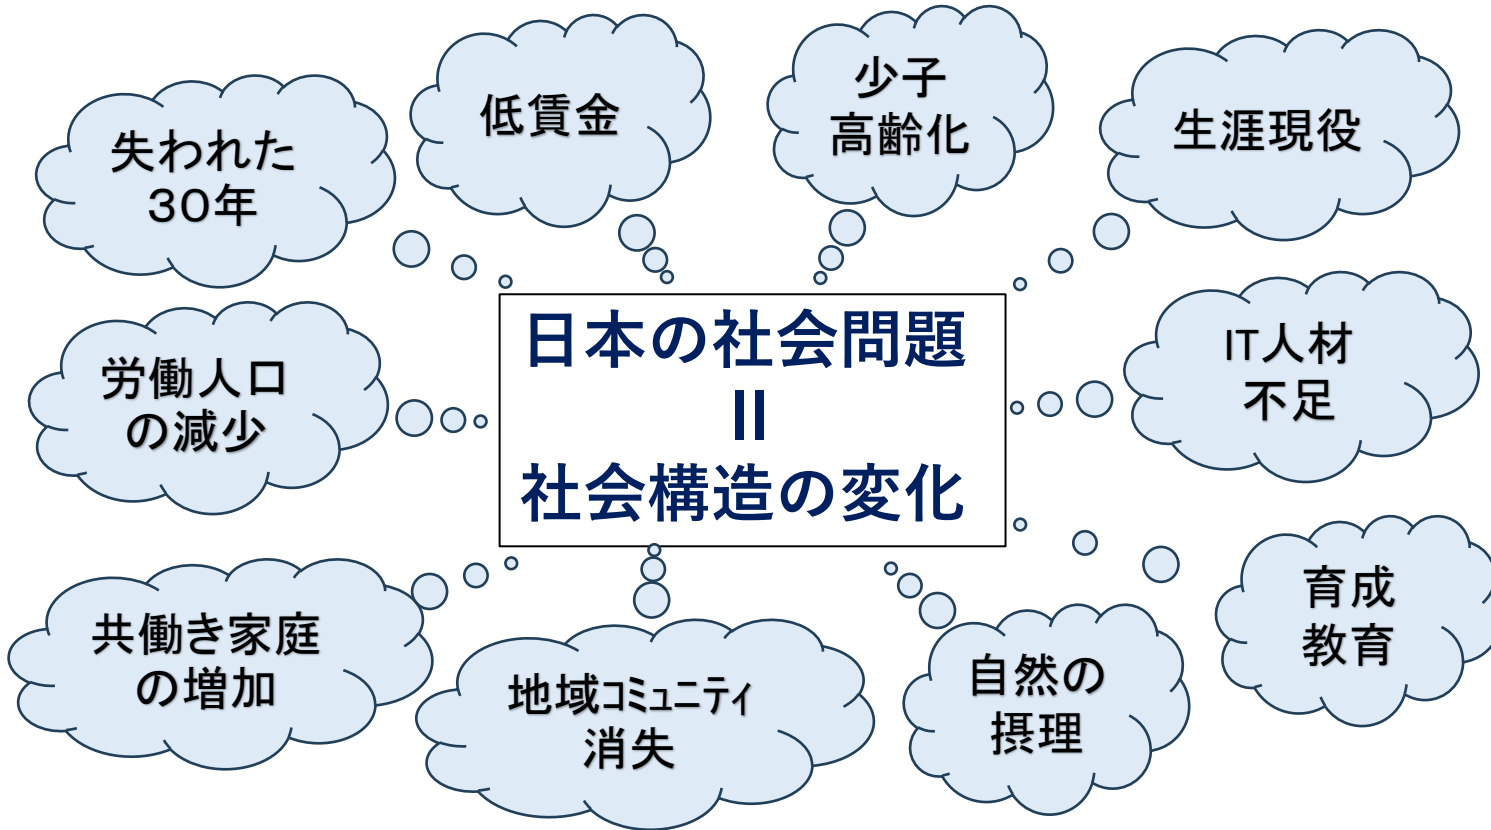 失われた
30年
低賃金
少子
高齢化
生涯現役
労働人口
の減少
日本の社会問題
＝
社会構造の変化
IT人材
不足
共働き家庭
の増加
地域コミュニティ
消失
自然の
摂理
育成
教育